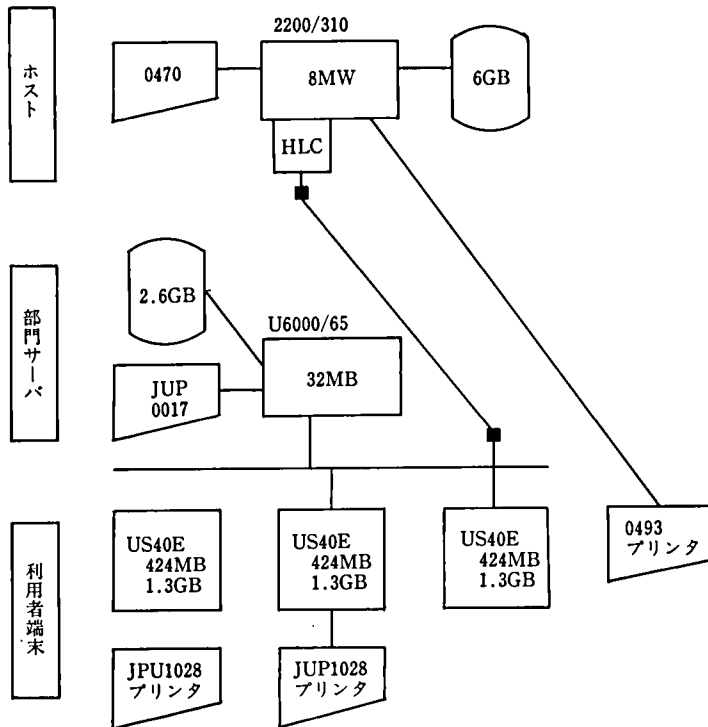 ホスト
2200/310
0470
8MW
6GB
HLC
部門サーバ
2.6GB
U6000/65
JUP
0017
32MB
利用者端末
US40E
424MB
1.3GB
US40E
424MB
1.3GB
US40E
424MB
1.3GB
0493
プリンタ
JPU1028
プリンタ
JUP1028
プリンタ